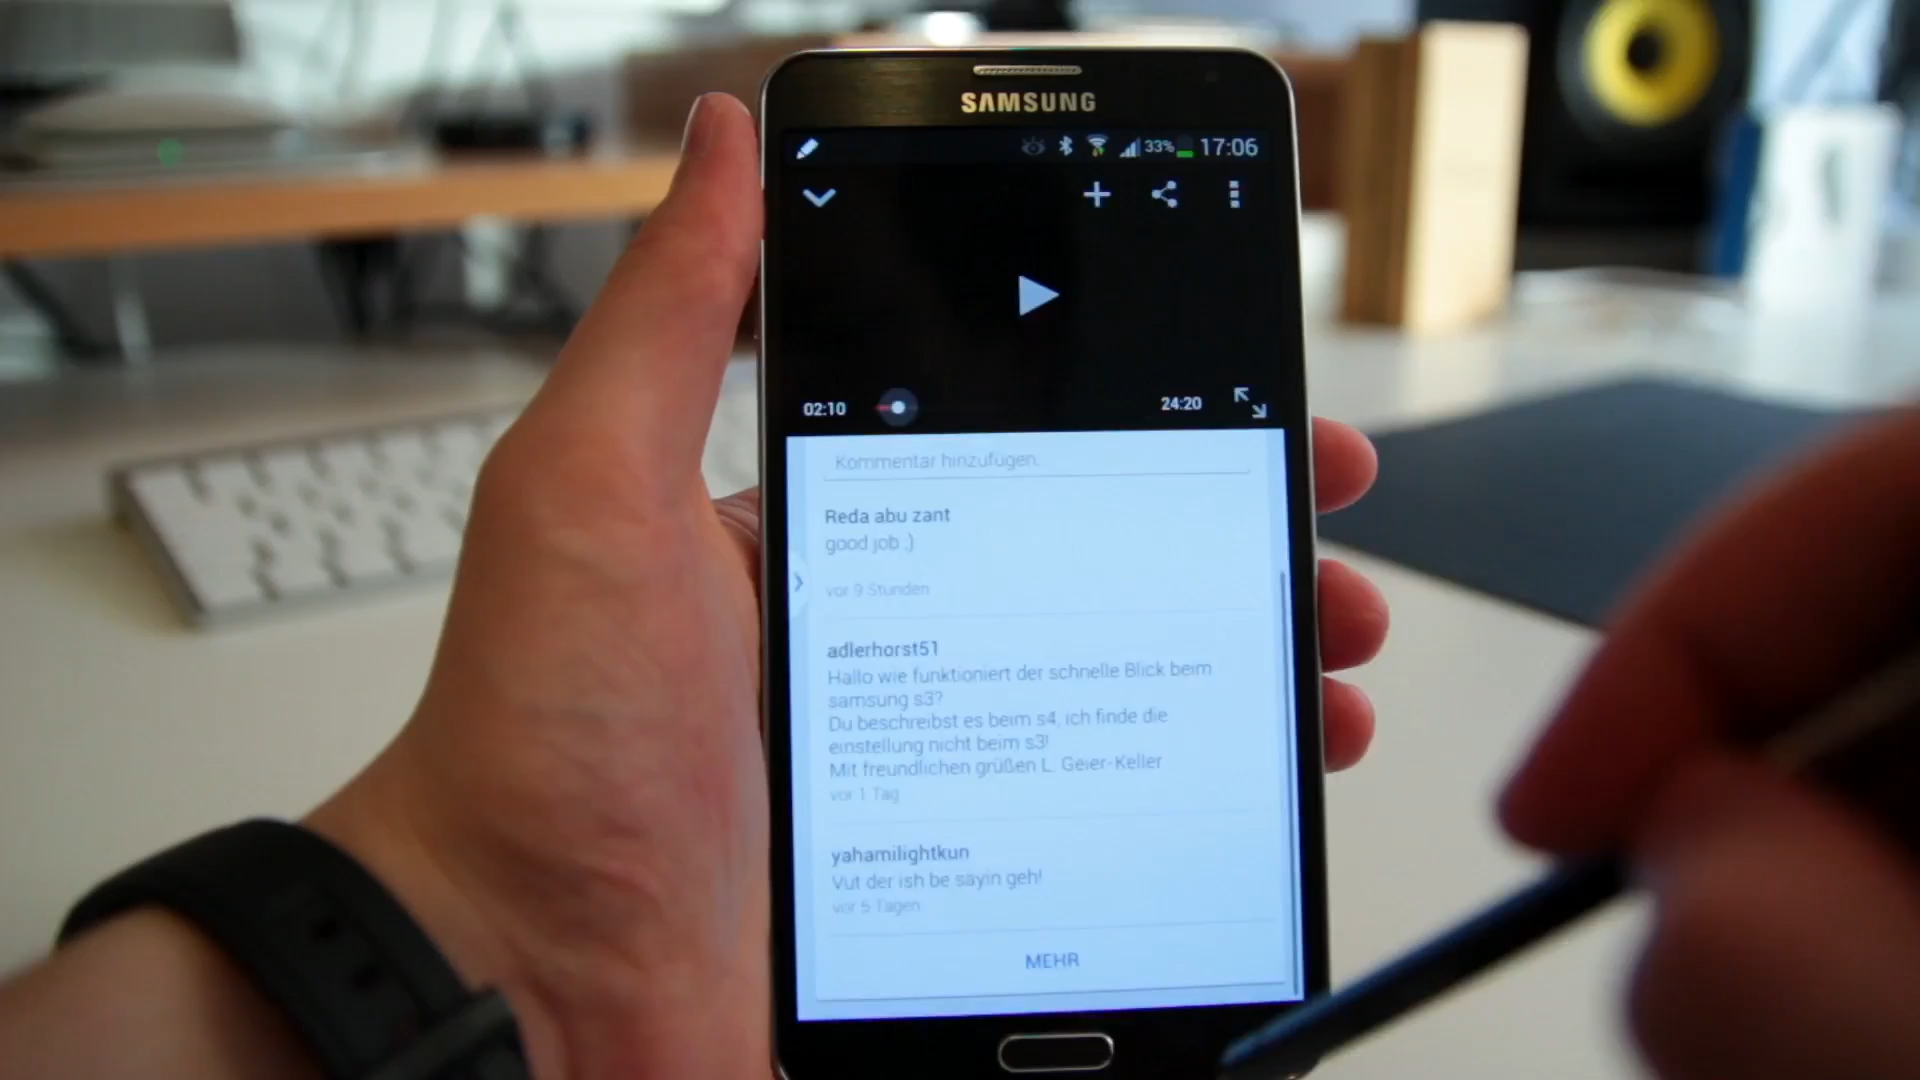 SAMSUNG
33% 17:06
02:10 24:20
Kommentar hinzufügen.
Reda abu zant
good job :)
vor 9 Stunden
adlerhorst51
Hallo wie funktioniert der schnelle Blick beim
samsung s3?
Du beschreibst es beim s4, ich finde die
einstellung nicht beim s3!
Mit freundlichen grüßen L. Geier-Keller
vor 1 Tag
yahamilightkun
Vut der ish be sayin geh!
vor 5 Tagen
MEHR